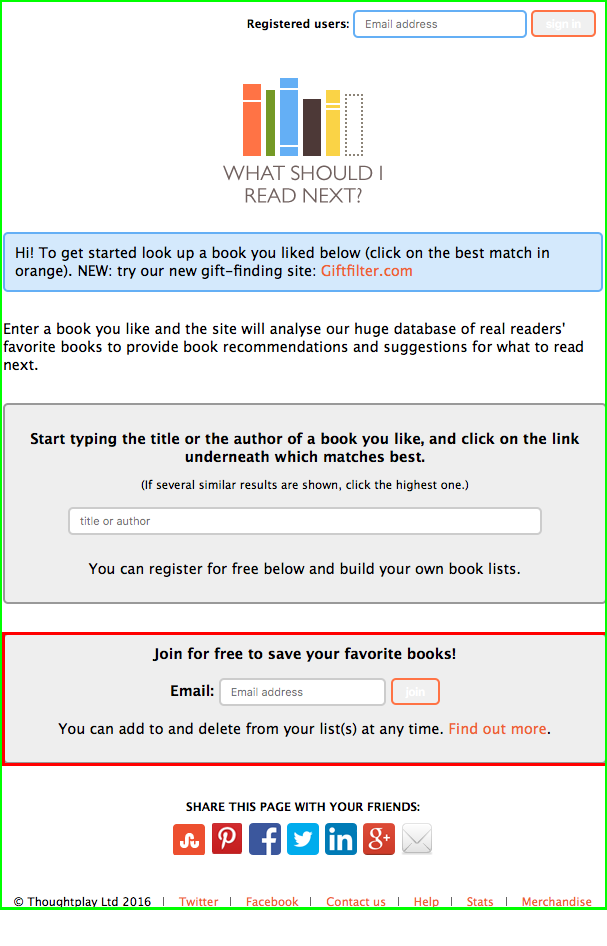 Registered users: Email address sign in
WHAT SHOULD I
READ NEXT?
Hi! To get started look up a book you liked below (click on the best match in
orange). NEW: try our new gift-finding site: Giftfilter.com
Enter a book you like and the site will analyse our huge database of real readers'
favorite books to provide book recommendations and suggestions for what to read
next.
Start typing the title or the author of a book you like, and click on the link
underneath which matches best.
(If several similar results are shown, click the highest one.)
title or author
You can register for free below and build your own book lists.
Join for free to save your favorite books!
Email: Email address join
You can add to and delete from your list(s) at any time. Find out more.
SHARE THIS PAGE WITH YOUR FRIENDS:
© Thoughtplay Ltd 2016 | Twitter | Facebook | Contact us | Help | Stats | Merchandise